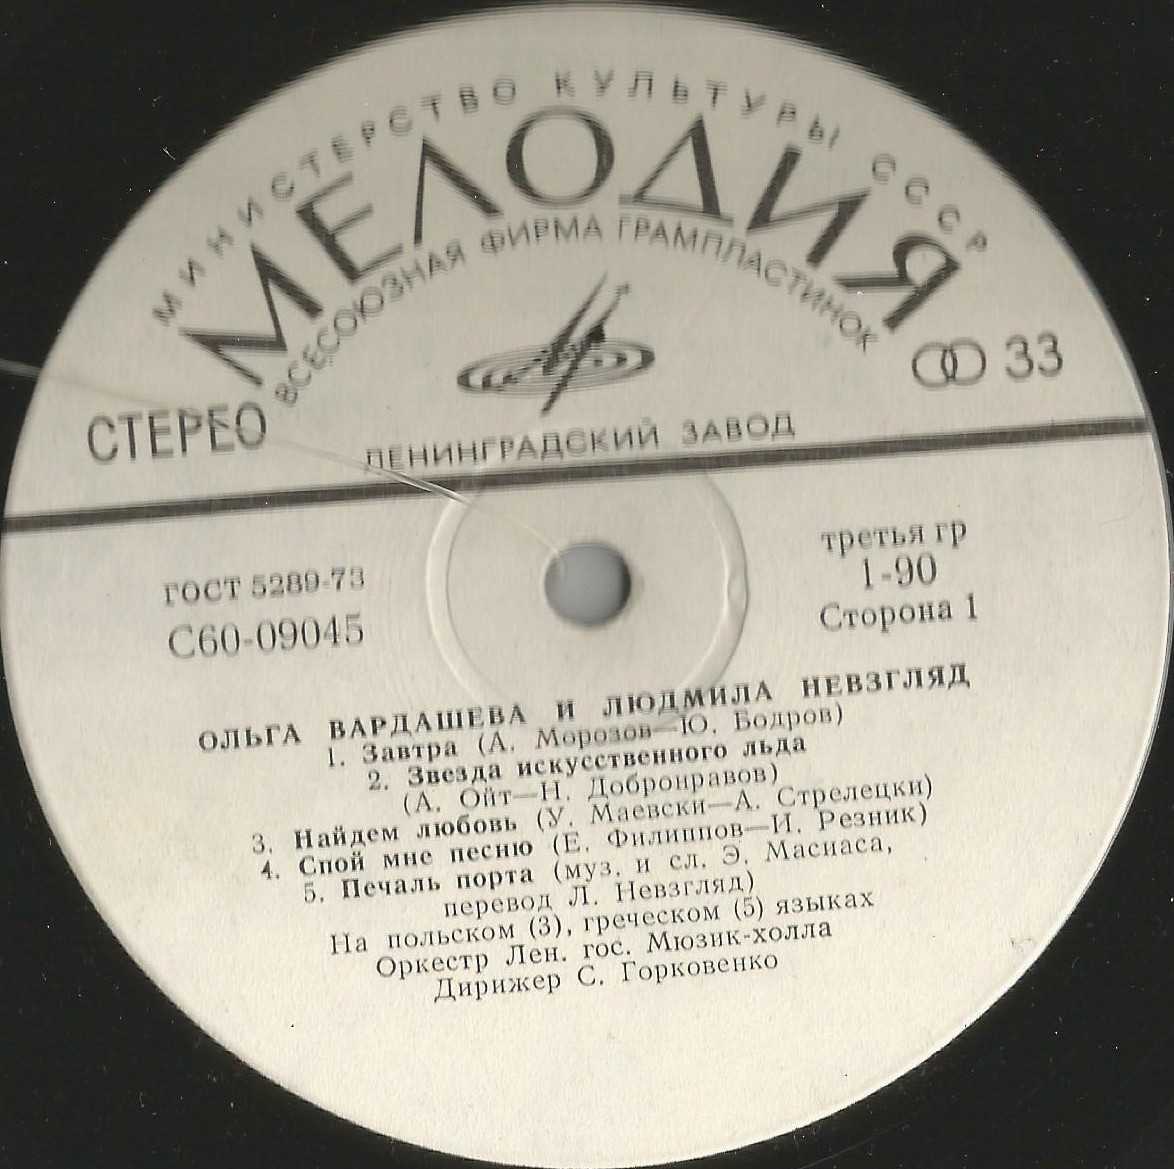 МИНИСТЕРСТВО КУЛЬТУРЫ СССР
МЕЛОДИЯ
ВСЕСОЮЗНАЯ ФИРМА ГРАМПЛАСТИНОК
33
СТЕРЕО
ЛЕНИНГРАДСКИЙ ЗАВОД
ГОСТ 5289-73
С60-09045
третья гр
1-90
Сторона 1
ОЛЬГА ВАРДАШЕВА И ЛЮДМИЛА НЕВЗГЛЯД
1. Завтра (А. Морозов—Ю. Бодров)
2. Звезда искусственного льда
(А. Ойт—Н. Добронравов)
3. Найдем любовь (У. Маевски—А. Стрелецки)
4. Спой мне песню (Е. Филиппов—И. Резник)
5. Печаль порта (муз. и сл. Э. Масиаса,
перевод Л. Невзгляд)
На польском (3), греческом (5) языках
Оркестр Лен. гос. Мюзик-холла
Дирижер С. Горковенко